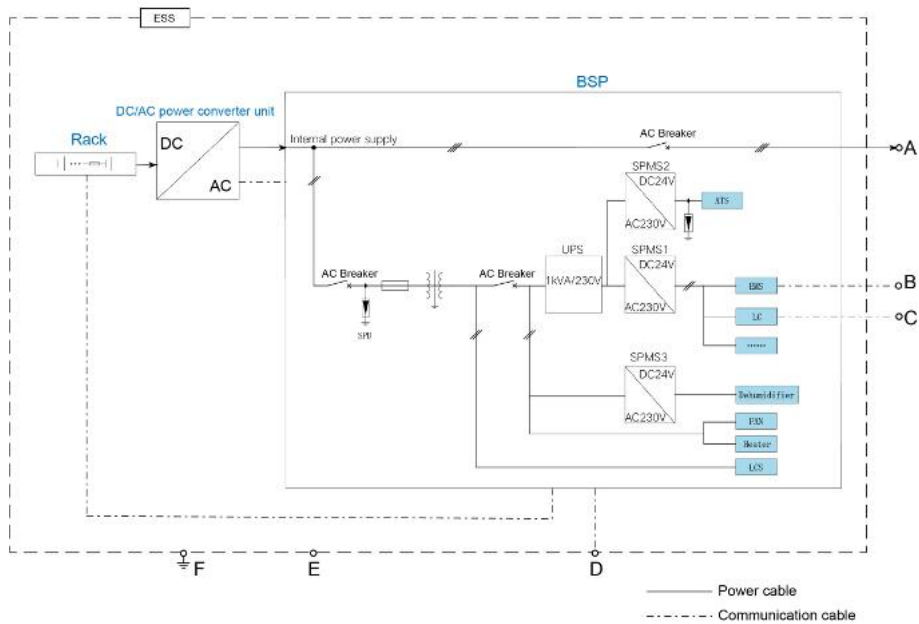 ESS
BSP
DC/AC power converter unit
Rack
DC
AC
Internal power supply
AC Breaker
A
SPMS2
DC24V
AC230V
ATS
UPS
1kVA/230V
SPMS1
DC24V
AC230V
AC Breaker
AC Breaker
SPD
EMS
B
LC
C
......
SPMS3
DC24V
AC230V
Dehumidifier
FAN
Heater
LCS
F
E
D
Power cable
Communication cable